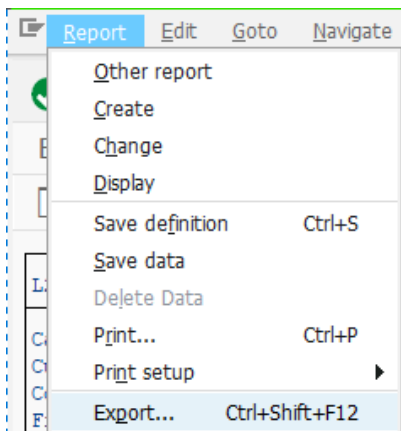 Report Edit Goto Navigate
Other report
Create
Change
Display
Save definition Ctrl+S
Save data
Delete Data
Print... Ctrl+P
Print setup
Export... Ctrl+Shift+F12